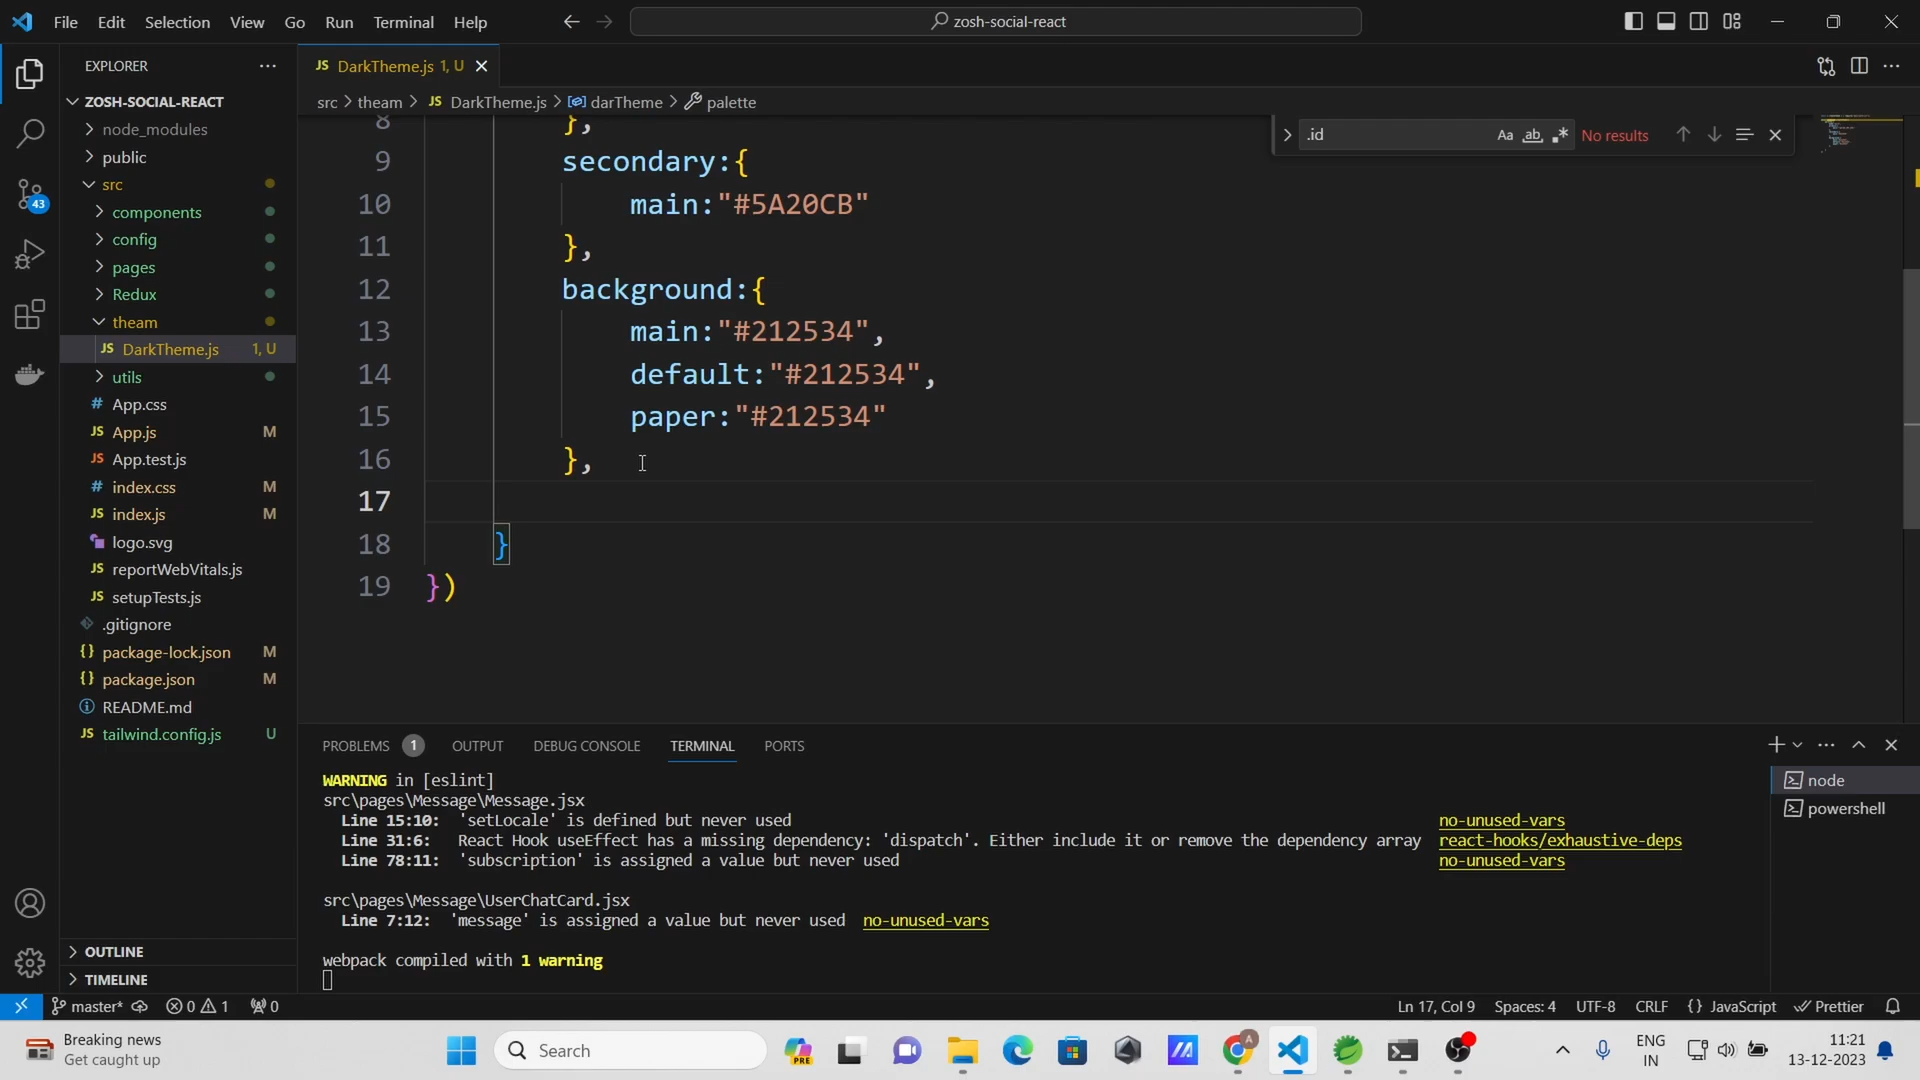 File Edit Selection View Go Run Terminal Help
zosh-social-react
EXPLORER
JS DarkTheme.js 1, U
ZOSH-SOCIAL-REACT
src > theam > JS DarkTheme.js > darTheme > palette
node_modules
public
src
components
config
pages
Redux
theam
JS DarkTheme.js 1, U
utils
# App.css
JS App.js M
JS App.test.js
# index.css M
JS index.js M
logo.svg
JS reportWebVitals.js
JS setupTests.js
.gitignore
{} package-lock.json M
{} package.json M
README.md
JS tailwind.config.js U
OUTLINE
TIMELINE
43
.id Aa ab No results
8 },
9 secondary:{
10 main:"#5A20CB"
11 },
12 background:{
13 main:"#212534",
14 default:"#212534",
15 paper:"#212534"
16 },
17
18 }
19 })
PROBLEMS 1 OUTPUT DEBUG CONSOLE TERMINAL PORTS
WARNING in [eslint]
src\pages\Message\Message.jsx
Line 15:10: 'setLocale' is defined but never used no-unused-vars
Line 31:6: React Hook useEffect has a missing dependency: 'dispatch'. Either include it or remove the dependency array react-hooks/exhaustive-deps
Line 78:11: 'subscription' is assigned a value but never used no-unused-vars
src\pages\Message\UserChatCard.jsx
Line 7:12: 'message' is assigned a value but never used no-unused-vars
webpack compiled with 1 warning
node
powershell
master* 0 1 0
Ln 17, Col 9 Spaces: 4 UTF-8 CRLF {} JavaScript Prettier
Breaking news
Get caught up
Search
PRE
A
ENG
IN
11:21
13-12-2023